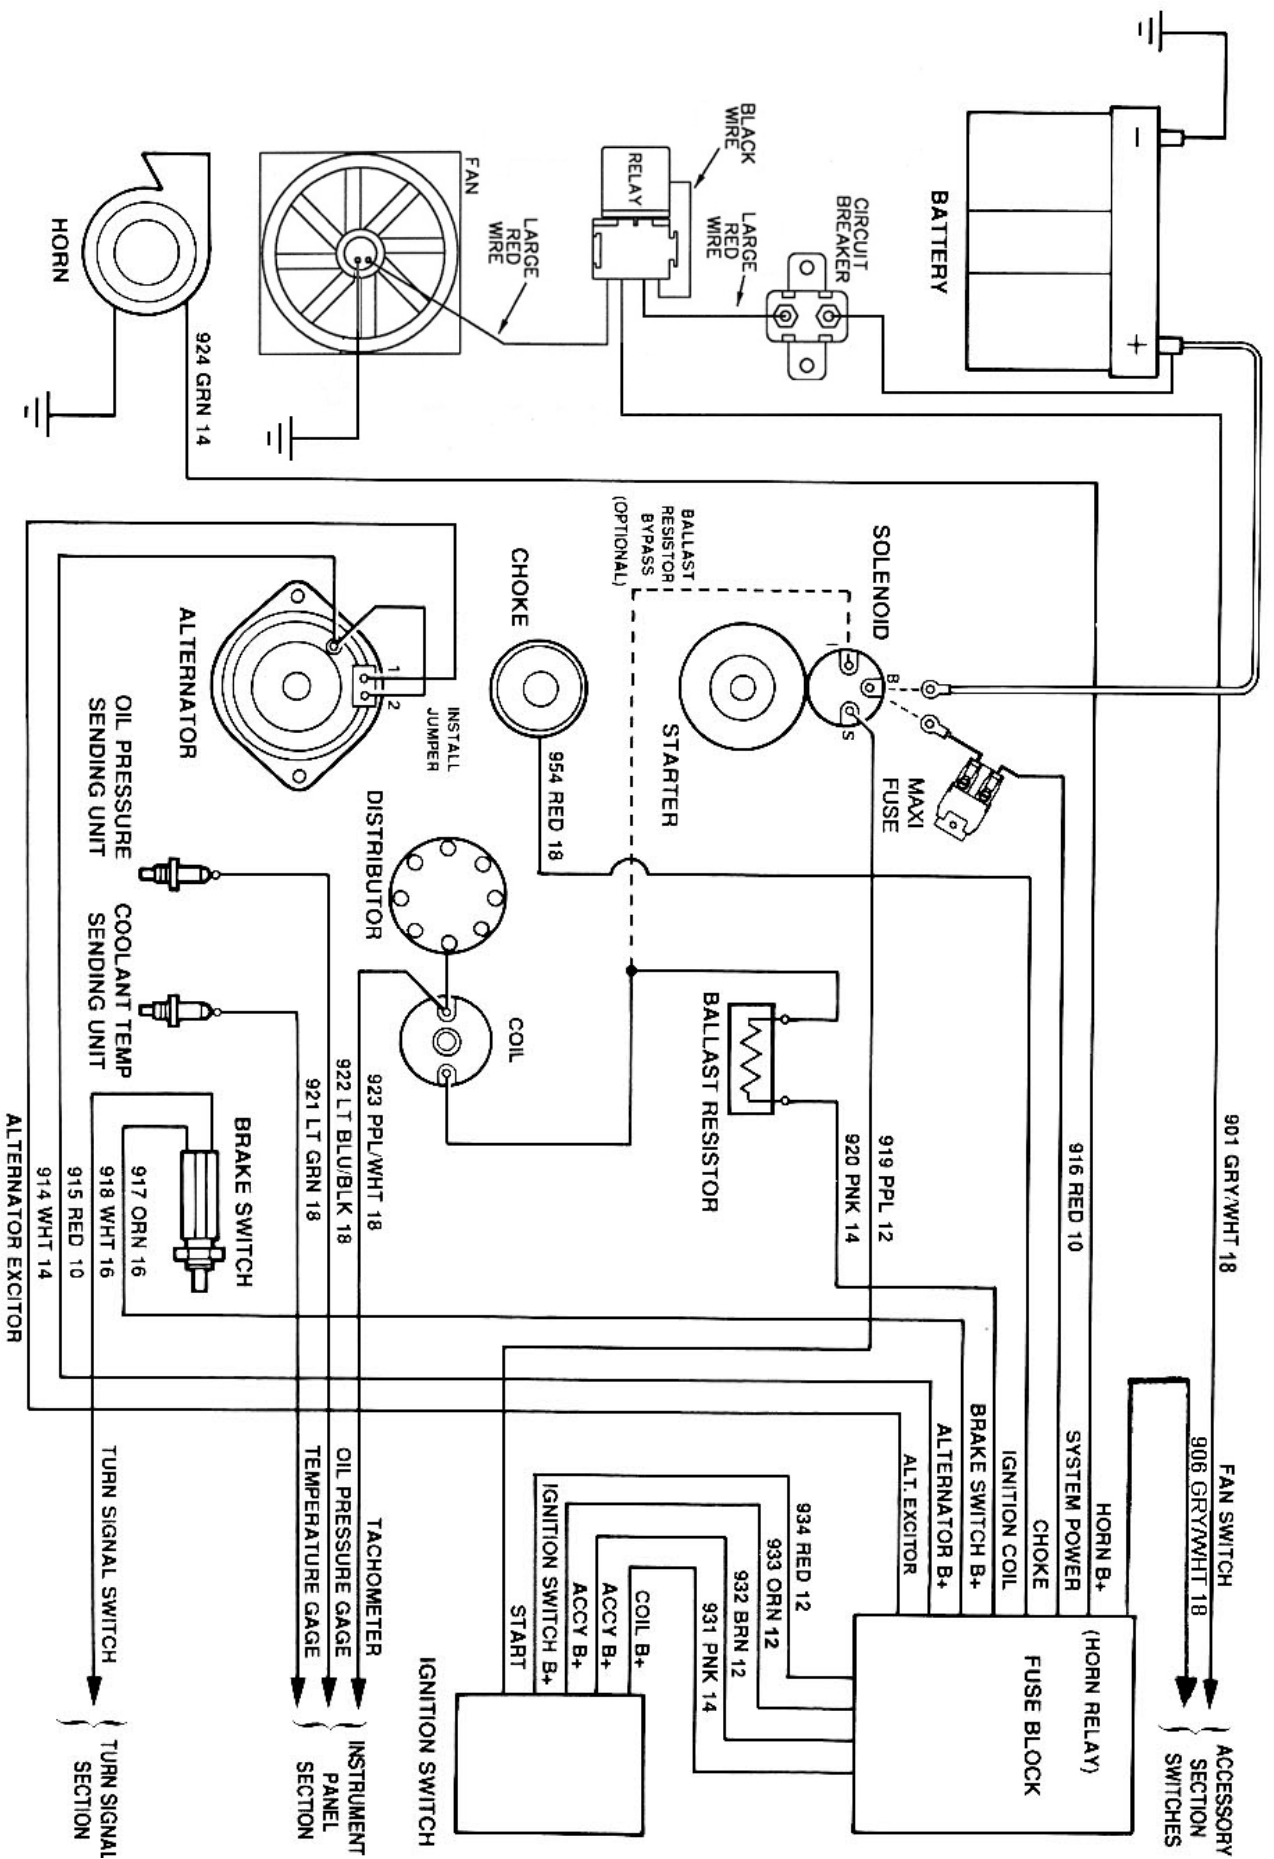 BATTERY
−
+
CIRCUIT
BREAKER
BLACK
WIRE
LARGE
RED
WIRE
RELAY
LARGE
RED
WIRE
FAN
HORN
924 GRN 14
SOLENOID
I
B
S
MAXI
FUSE
STARTER
BALLAST
RESISTOR
BYPASS
(OPTIONAL)
CHOKE
954 RED 18
ALTERNATOR
1
2
INSTALL
JUMPER
DISTRIBUTOR
COIL
BALLAST RESISTOR
OIL PRESSURE
SENDING UNIT
COOLANT TEMP
SENDING UNIT
BRAKE SWITCH
901 GRY/WHT 18
916 RED 10
919 PPL 12
920 PNK 14
923 PPL/WHT 18
922 LT BLU/BLK 18
921 LT GRN 18
917 ORN 16
918 WHT 16
915 RED 10
914 WHT 14
ALTERNATOR EXCITOR
FAN SWITCH
906 GRY/WHT 18
HORN B+
SYSTEM POWER
CHOKE
IGNITION COIL
BRAKE SWITCH B+
ALTERNATOR B+
ALT. EXCITOR
934 RED 12
933 ORN 12
932 BRN 12
931 PNK 14
COIL B+
ACCY B+
ACCY B+
IGNITION SWITCH B+
START
TACHOMETER
OIL PRESSURE GAGE
TEMPERATURE GAGE
TURN SIGNAL SWITCH
(HORN RELAY)
FUSE BLOCK
IGNITION SWITCH
ACCESSORY
SECTION
SWITCHES
INSTRUMENT
PANEL
SECTION
TURN SIGNAL
SECTION